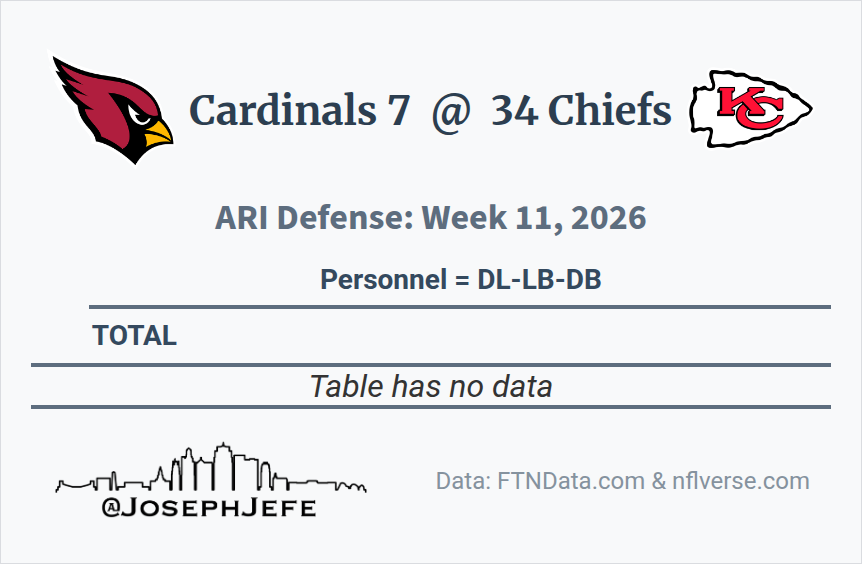 Cardinals 7 @ 34 Chiefs
KC
ARI Defense: Week 11, 2026
Personnel = DL-LB-DB
TOTAL
Table has no data
@JosephJefe
Data: FTNData.com & nflverse.com